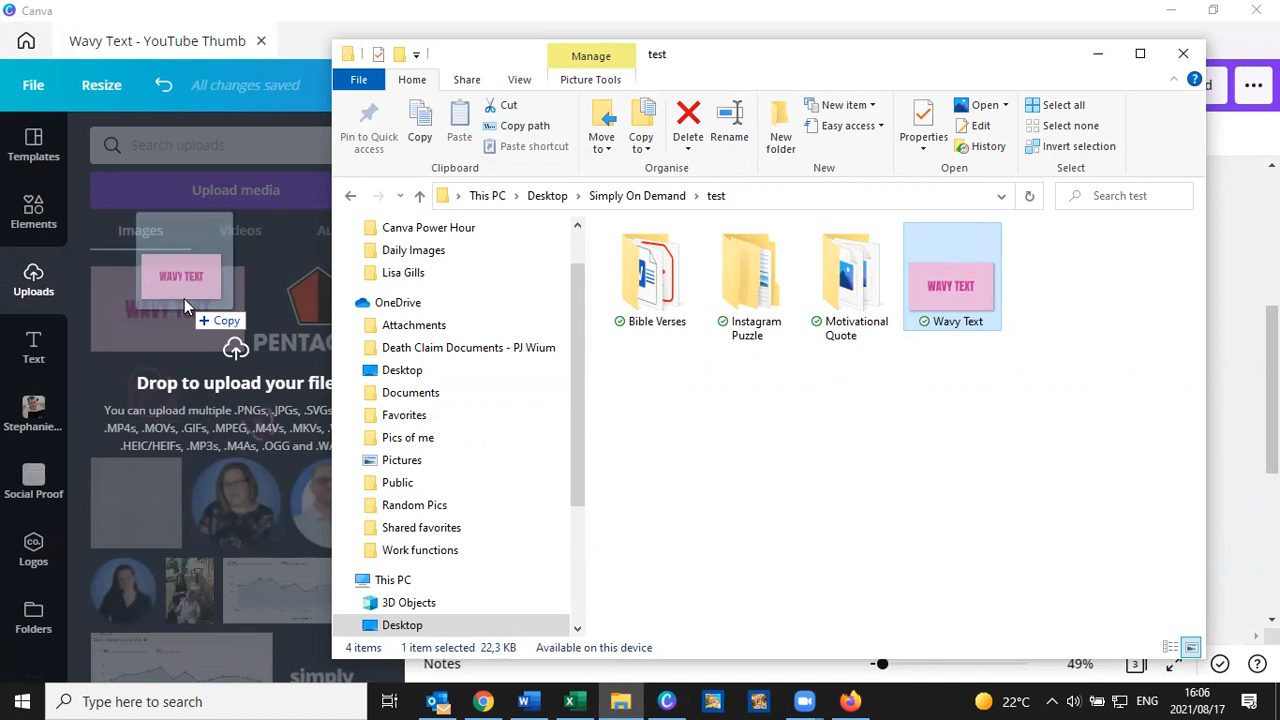 Canva
Wavy Text - YouTube Thumb
File
Resize
All changes saved
Templates
Elements
Uploads
Text
Stephanie...
Social Proof
Logos
Folders
Search uploads
Upload media
Images
Videos
Au
WAVY TEXT
Copy
PENTAG
Drop to upload your file
You can upload multiple .PNGs, .JPGs, .SVGs
.MP4s, .MOVs, .GIFs, .MPEG, .M4Vs, .MKVs,
.HEIC/HEIFs, .MP3s, .M4As, .OGG and .WA
simply
Manage
test
File
Home
Share
View
Picture Tools
Pin to Quick access
Copy
Paste
Cut
Copy path
Paste shortcut
Clipboard
Move to
Copy to
Delete
Rename
Organise
New folder
New item
Easy access
New
Properties
Open
Edit
History
Open
Select all
Select none
Invert selection
Select
This PC
Desktop
Simply On Demand
test
Search test
Canva Power Hour
Daily Images
Lisa Gills
OneDrive
Attachments
Death Claim Documents - PJ Wium
Desktop
Documents
Favorites
Pics of me
Pictures
Public
Random Pics
Shared favorites
Work functions
This PC
3D Objects
Desktop
Bible Verses
Instagram Puzzle
Motivational Quote
WAVY TEXT
Wavy Text
4 items
1 item selected 22,3 KB
Available on this device
Notes
49%
3
Type here to search
22°C
ENG
16:06
2021/08/17